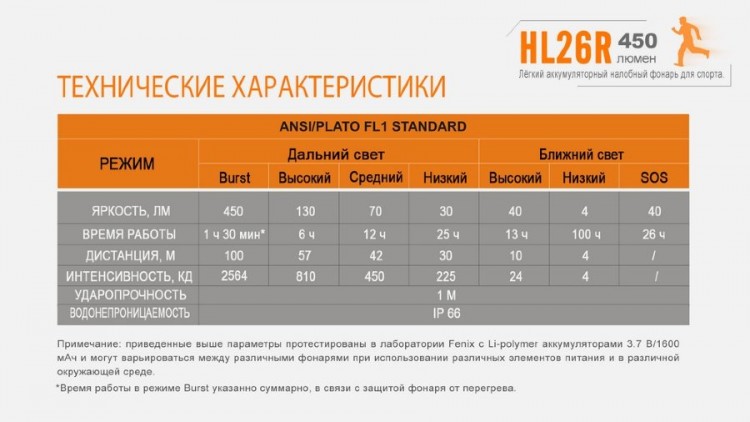 HL26R 450 люмен
Лёгкий аккумуляторный налобный фонарь для спорта.
ТЕХНИЧЕСКИЕ ХАРАКТЕРИСТИКИ
ANSI/PLATO FL1 STANDARD
РЕЖИМ Дальний свет Ближний свет
Burst Высокий Средний Низкий Высокий Низкий SOS
ЯРКОСТЬ, ЛМ 450 130 70 30 40 4 40
ВРЕМЯ РАБОТЫ 1 ч 30 мин* 6 ч 12 ч 25 ч 13 ч 100 ч 26 ч
ДИСТАНЦИЯ, М 100 57 42 30 10 4 /
ИНТЕНСИВНОСТЬ, КД 2564 810 450 225 24 4 /
УДАРОПРОЧНОСТЬ 1 М
ВОДОНЕПРОНИЦАЕМОСТЬ IP 66
Примечание: приведенные выше параметры протестированы в лаборатории Fenix с Li-polymer аккумуляторами 3.7 В/1600
мАч и могут варьироваться между различными фонарями при использовании различных элементов питания и в различной
окружающей среде.
*Время работы в режиме Burst указанно суммарно, в связи с защитой фонаря от перегрева.